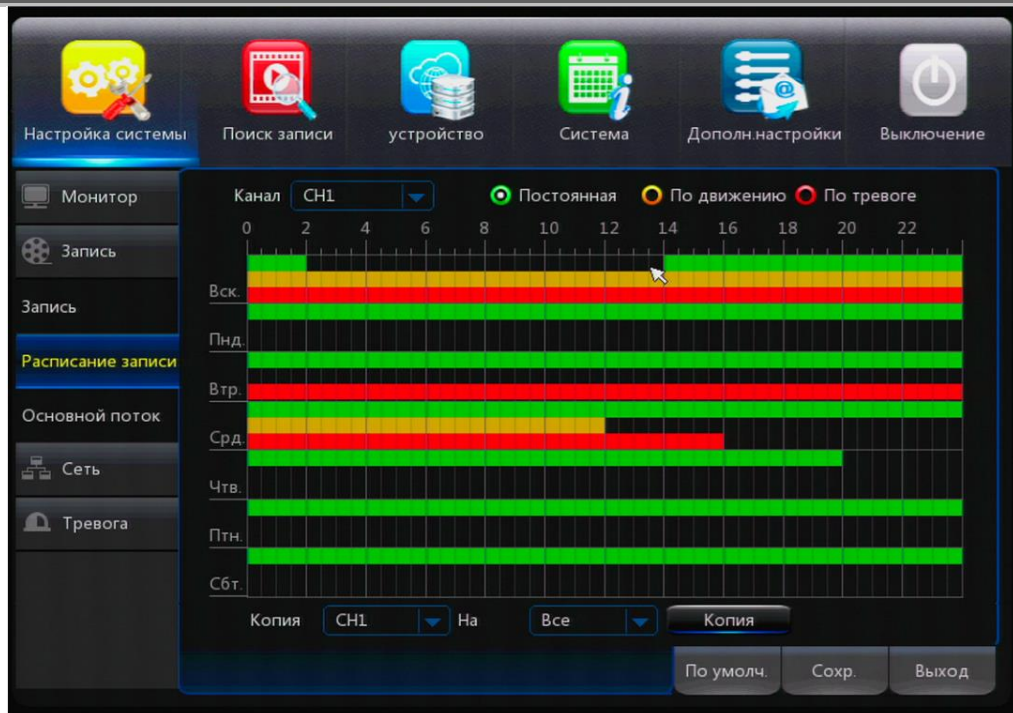 Настройка системы Поиск записи устройство Система Дополн.настройки Выключение
Монитор
Запись
Запись
Расписание записи
Основной поток
Сеть
Тревога
Канал CH1 Постоянная По движению По тревоге
0 2 4 6 8 10 12 14 16 18 20 22
Вск.
Пнд.
Втр.
Срд.
Чтв.
Птн.
Сбт.
Копия CH1 На Все Копия
По умолч. Сохр. Выход